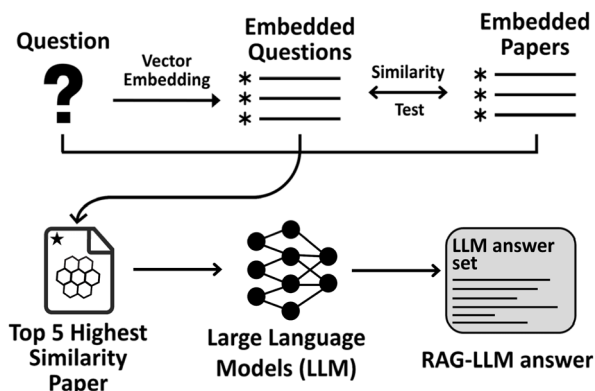 Question
?
Vector
Embedding
Embedded
Questions
*
*
*
Similarity
Test
Embedded
Papers
*
*
*
Top 5 Highest
Similarity
Paper
Large Language
Models (LLM)
LLM answer
set
RAG-LLM answer